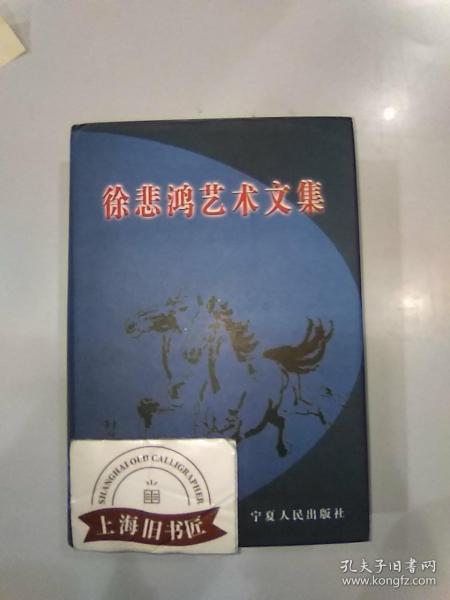 徐悲鸿艺术文集
SHANGHAI OLD CALLIGRAPHER
上海旧书匠
宁夏人民出版社
孔夫子旧书网
www.kongfz.com